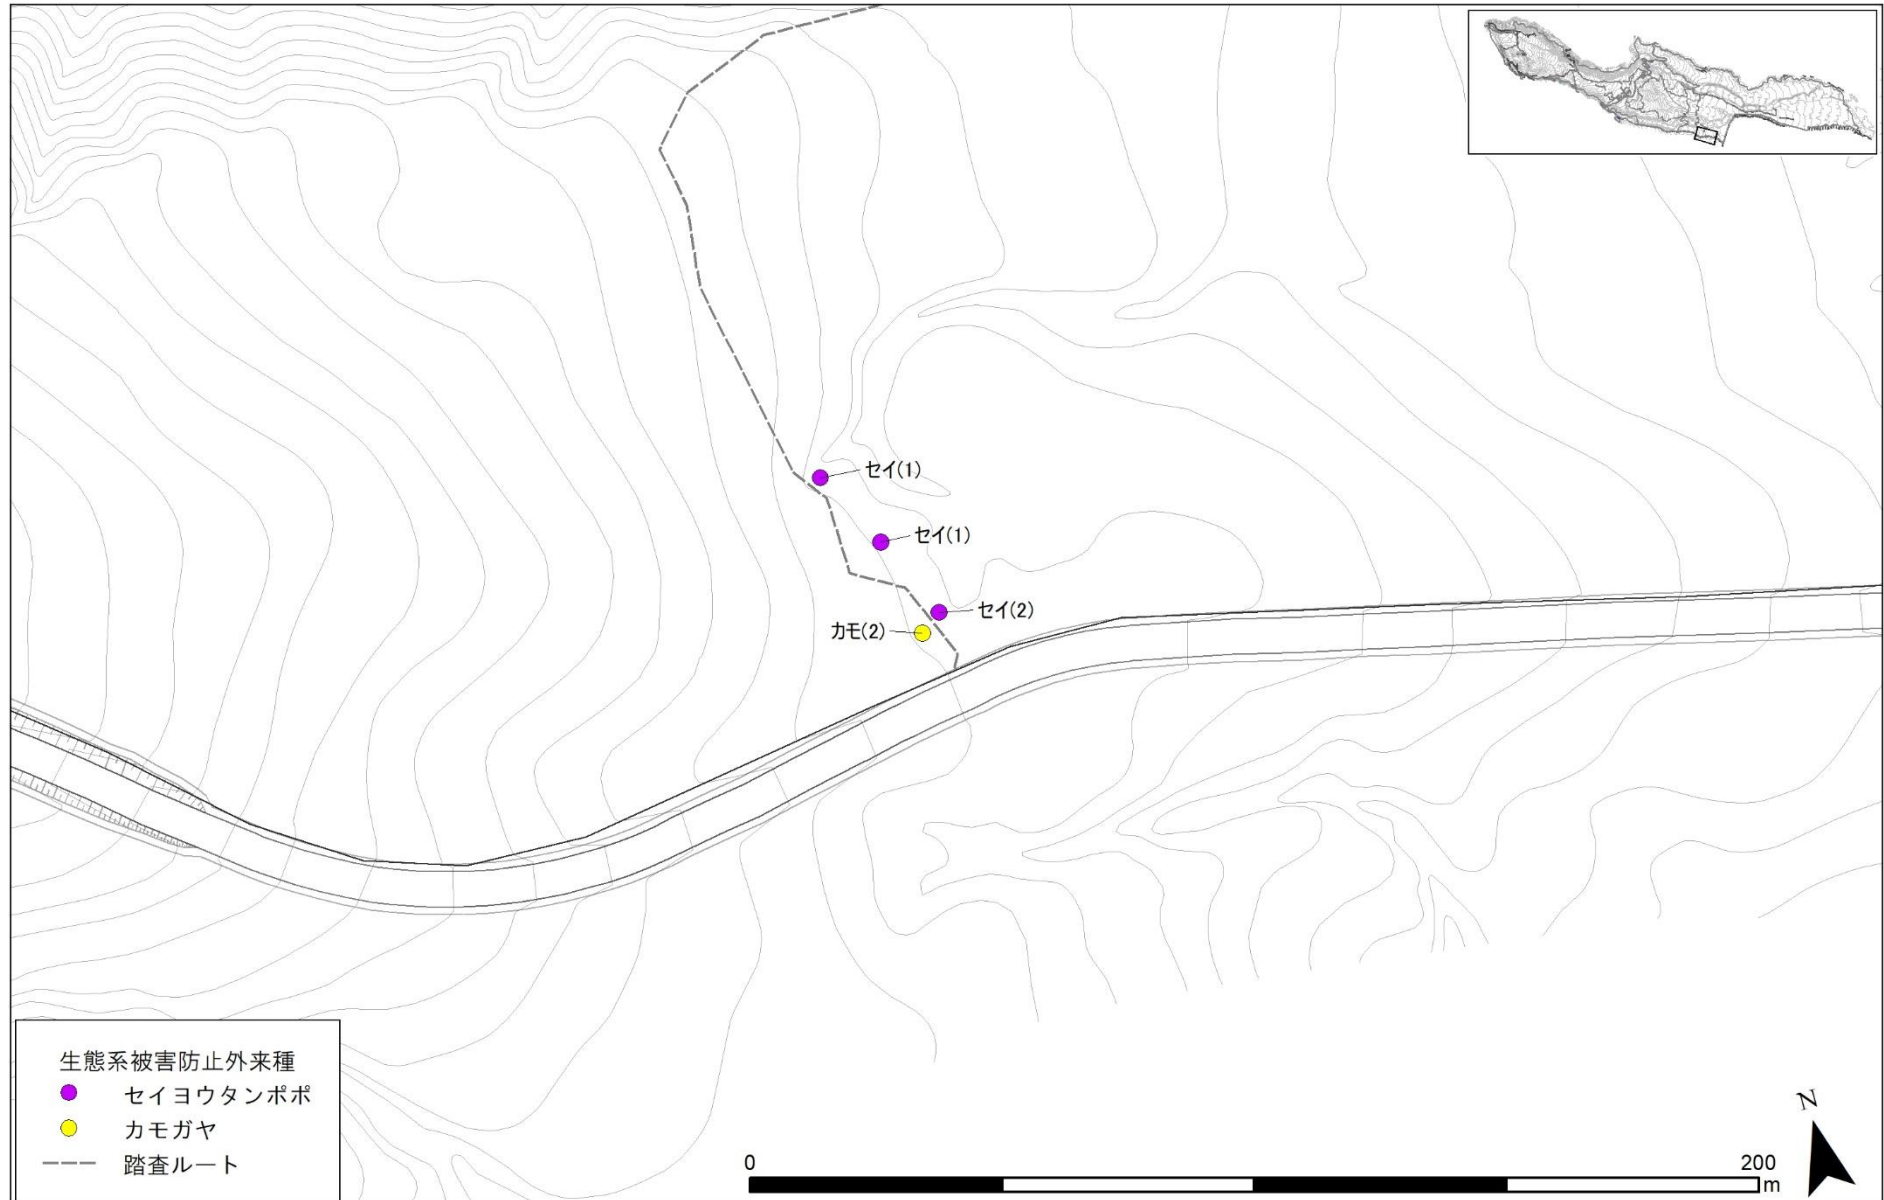 セイ(1)
セイ(1)
セイ(2)
カモ(2)
生態系被害防止外来種
セイヨウタンポポ
カモガヤ
踏査ルート
0
200
m
N